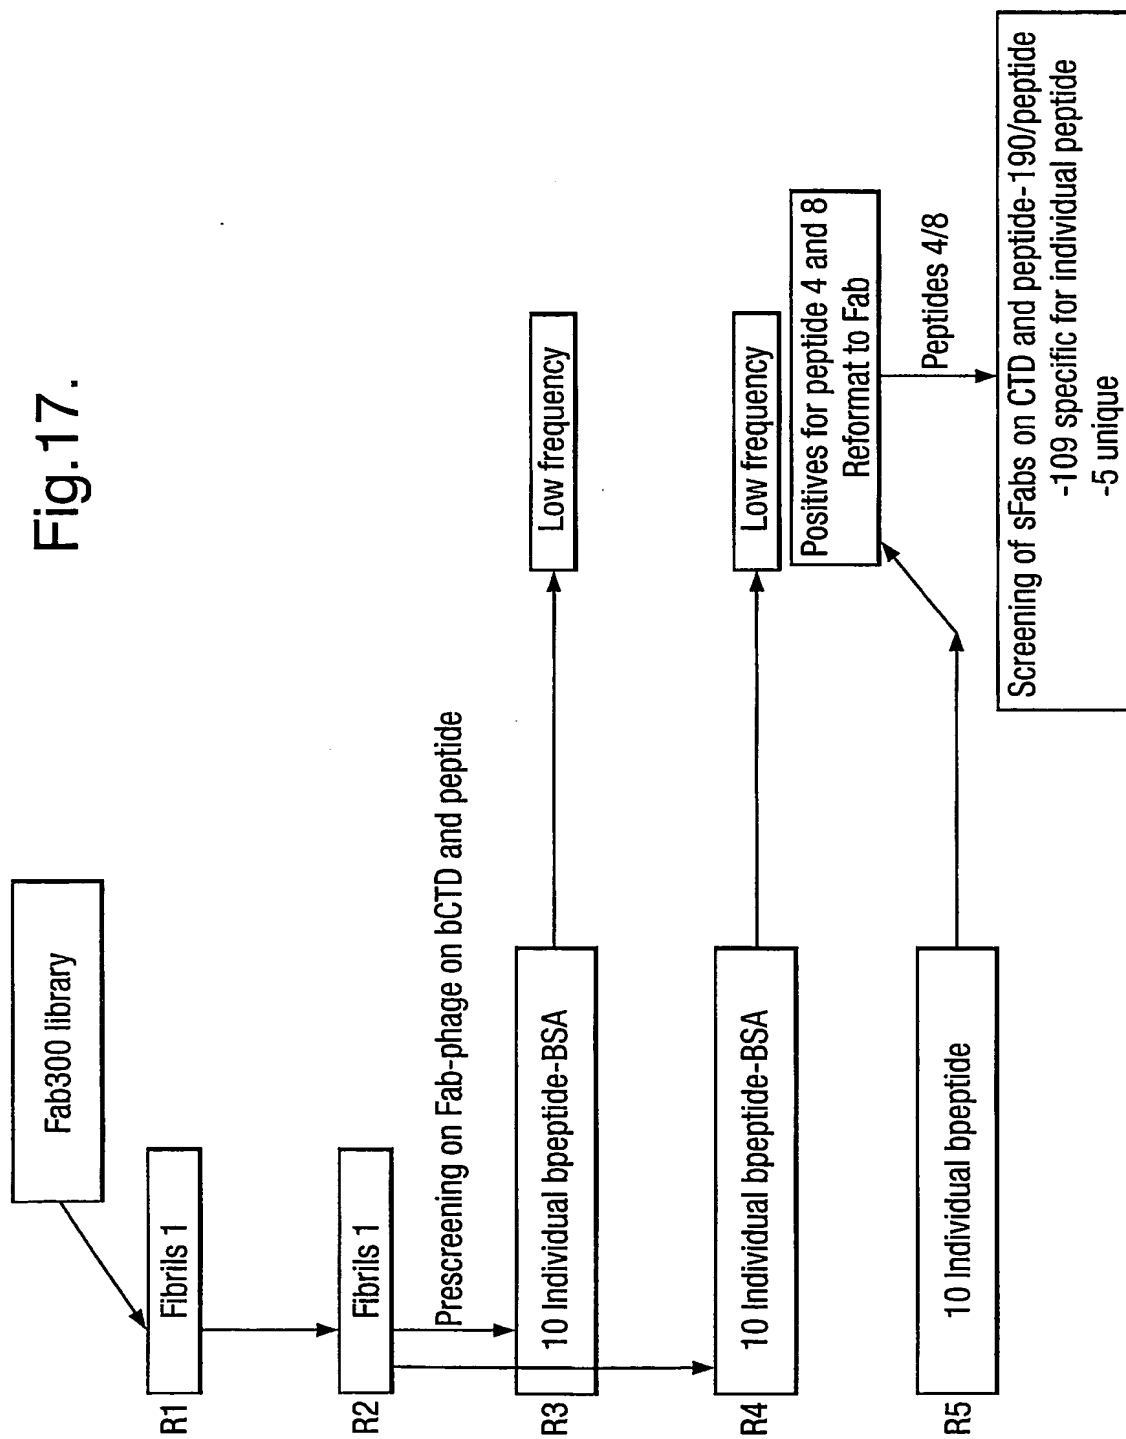 Fig.17.
Fab300 library
R1
Fibrils 1
R2
Fibrils 1
Prescreening on Fab-phage on bCTD and peptide
R3
10 Individual bpeptide-BSA
Low frequency
R4
10 Individual bpeptide-BSA
Low frequency
R5
10 Individual bpeptide
Positives for peptide 4 and 8
Reformat to Fab
Peptides 4/8
Screening of sFabs on CTD and peptide-190/peptide
-109 specific for individual peptide
-5 unique